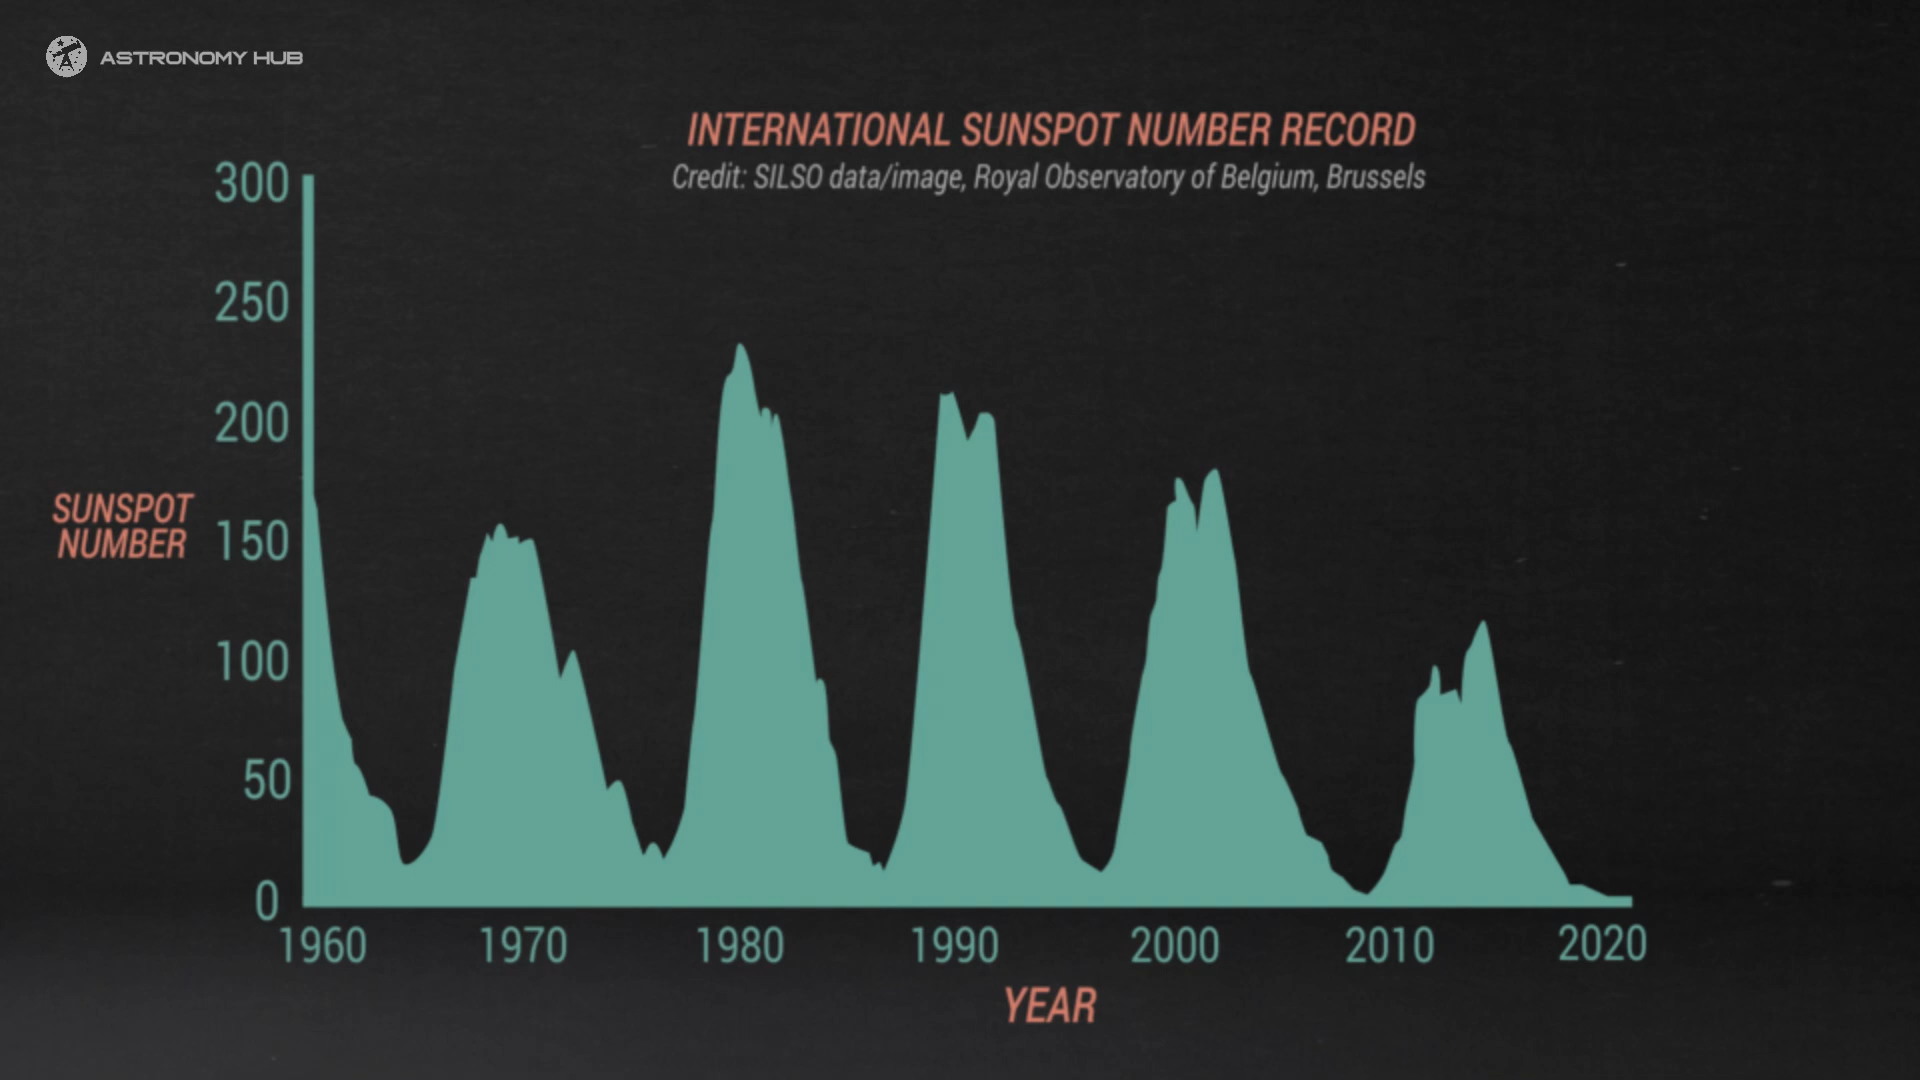 ASTRONOMY HUB
INTERNATIONAL SUNSPOT NUMBER RECORD
Credit: SILSO data/image, Royal Observatory of Belgium, Brussels
300
250
200
SUNSPOT
NUMBER
150
100
50
0
1960 1970 1980 1990 2000 2010 2020
YEAR